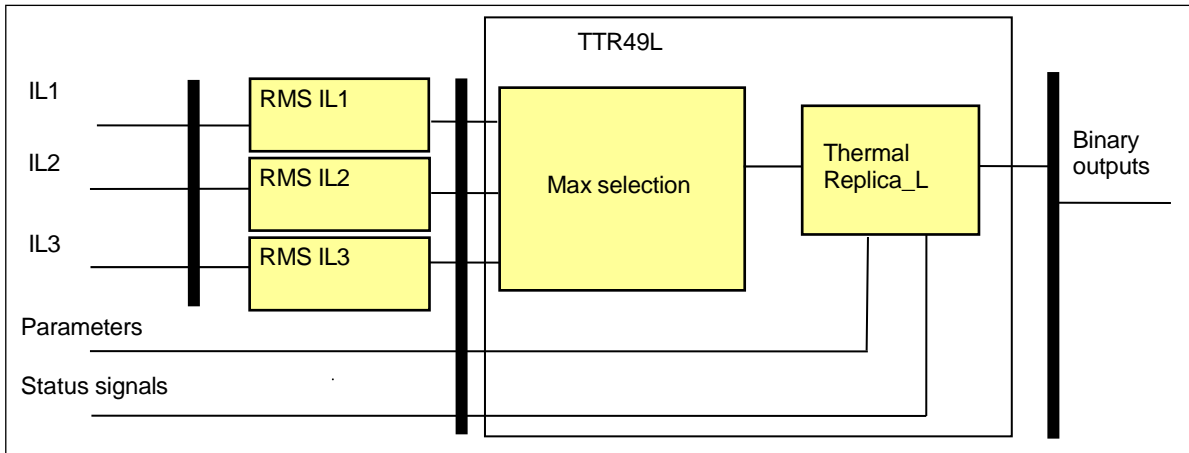 TTR49L
IL1
RMS IL1
IL2
RMS IL2
IL3
RMS IL3
Max selection
Thermal
Replica_L
Binary
outputs
Parameters
Status signals